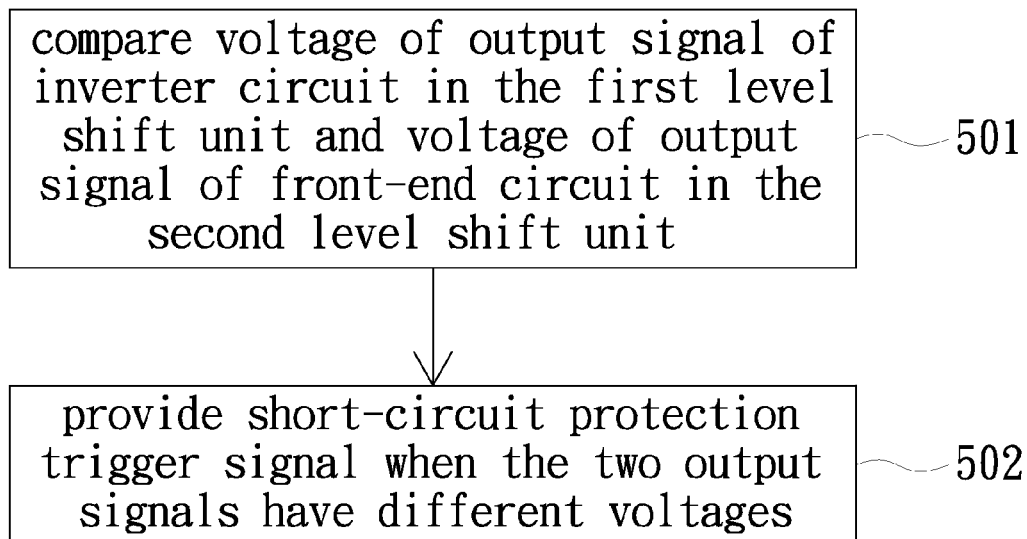 compare voltage of output signal of
inverter circuit in the first level
shift unit and voltage of output
signal of front-end circuit in the
second level shift unit
501
provide short-circuit protection
trigger signal when the two output
signals have different voltages
502